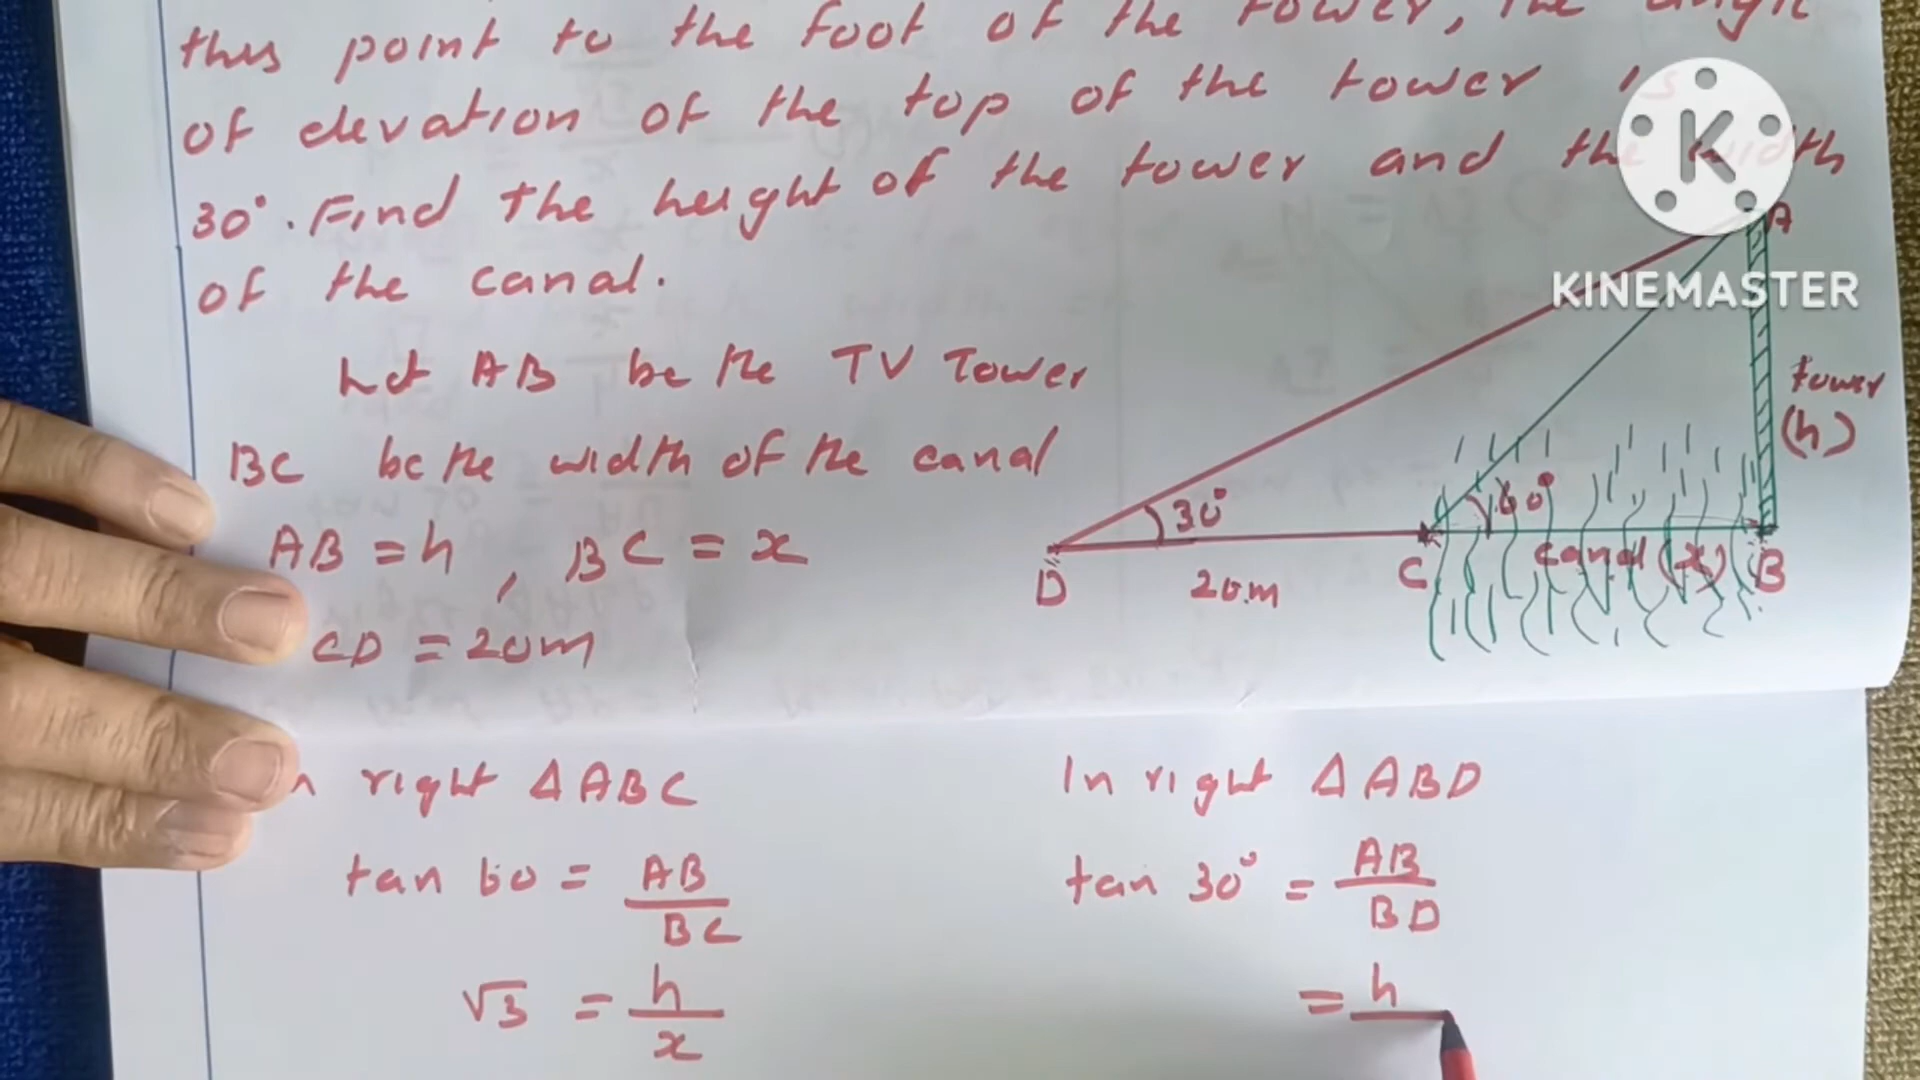 this point to the foot of the tower, the angle
of elevation of the top of the tower is
30°. Find the height of the tower and the width
of the canal.
Let AB be the TV Tower
BC be the width of the canal
AB = h , BC = x
CD = 20m
K
KINEMASTER
A
tower
(h)
30°
60°
D
20m
C
canal (x)
B
n right Δ ABC
tan 60 = AB
BC
√3 = h
x
In right Δ ABD
tan 30° = AB
BD
= h